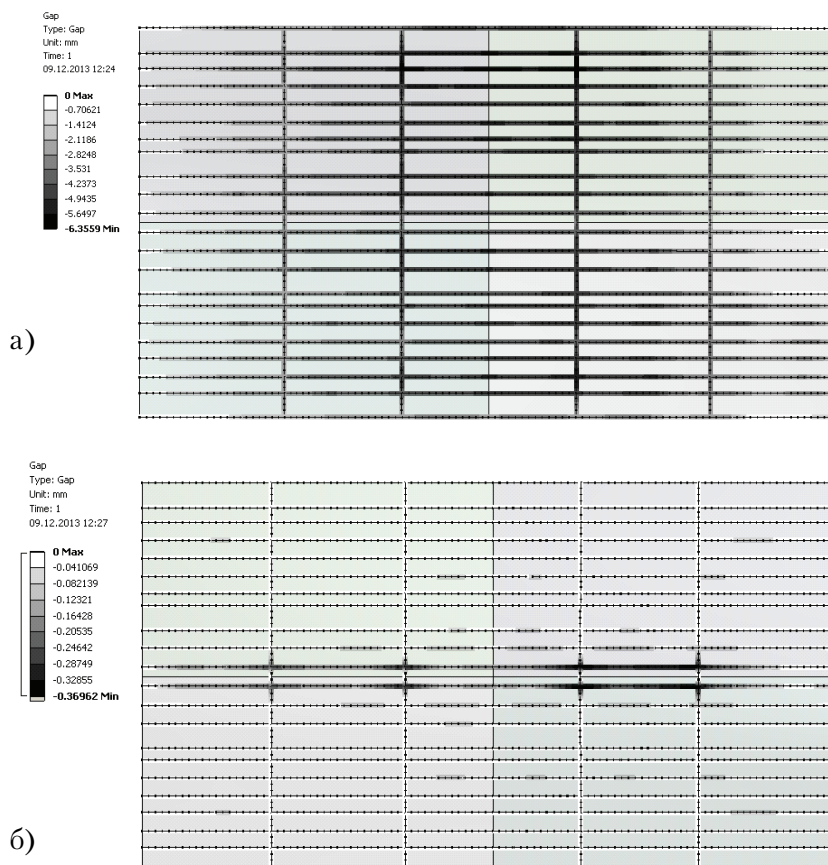 Gap
Type: Gap
Unit: mm
Time: 1
09.12.2013 12:24
0 Max
-0.70621
-1.4124
-2.1186
-2.8248
-3.531
-4.2373
-4.9435
-5.6497
-6.3559 Min
а)
Gap
Type: Gap
Unit: mm
Time: 1
09.12.2013 12:27
0 Max
-0.041069
-0.082139
-0.12321
-0.16428
-0.20535
-0.24642
-0.28749
-0.32855
-0.36962 Min
б)